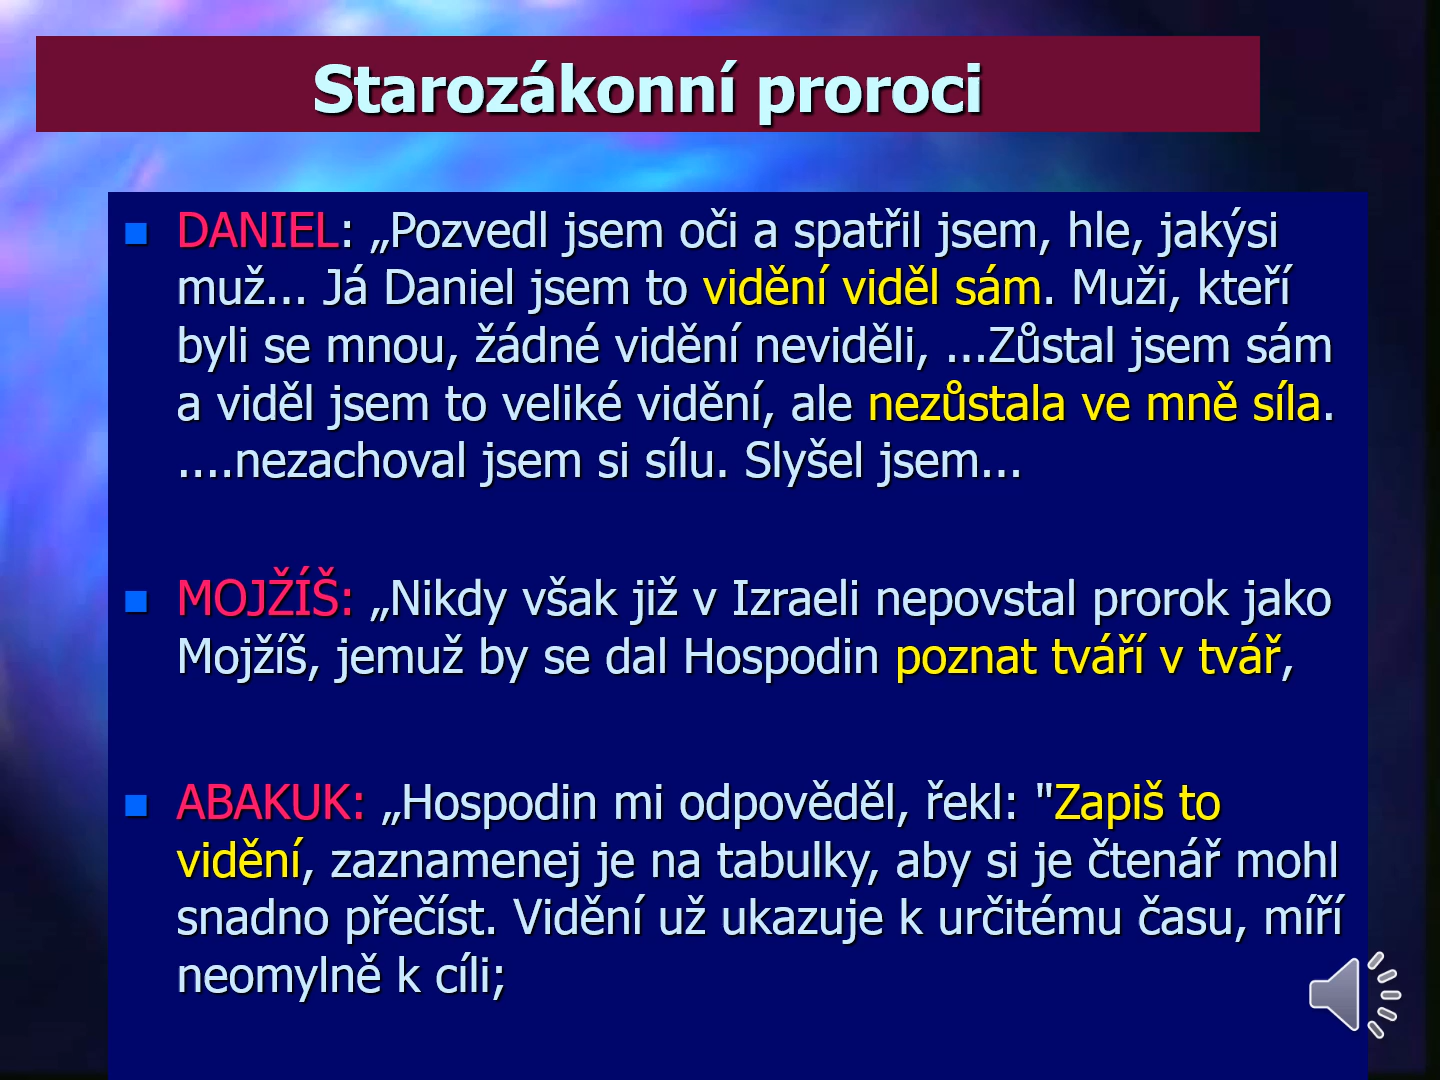 Starozákonní proroci
DANIEL: „Pozvedl jsem oči a spatřil jsem, hle, jakýsi
muž... Já Daniel jsem to vidění viděl sám. Muži, kteří
byli se mnou, žádné vidění neviděli, ...Zůstal jsem sám
a viděl jsem to veliké vidění, ale nezůstala ve mně síla.
....nezachoval jsem si sílu. Slyšel jsem...
MOJŽÍŠ: „Nikdy však již v Izraeli nepovstal prorok jako
Mojžíš, jemuž by se dal Hospodin poznat tváří v tvář,
ABAKUK: „Hospodin mi odpověděl, řekl: "Zapiš to
vidění, zaznamenej je na tabulky, aby si je čtenář mohl
snadno přečíst. Vidění už ukazuje k určitému času, míří
neomylně k cíli;